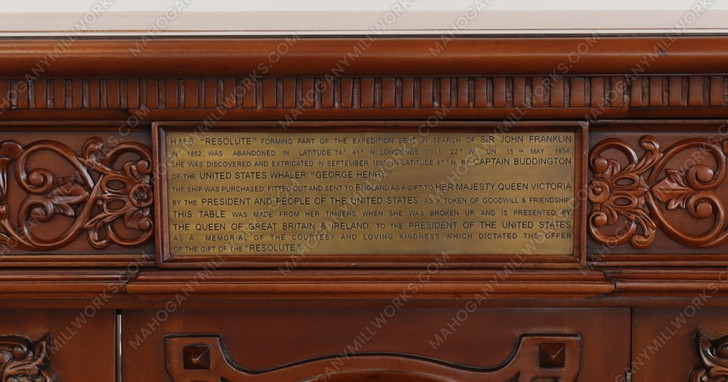 H.M.S. "RESOLUTE" FORMING PART OF THE EXPEDITION SENT IN SEARCH OF SIR JOHN FRANKLIN
IN 1852, WAS ABANDONED IN LATITUDE 74° 41' N LONGITUDE 101° 22' W ON 15TH MAY 1854
SHE WAS DISCOVERED AND EXTRICATED IN SEPTEMBER 1855 IN LATITUDE 67° N. BY CAPTAIN BUDDINGTON
OF THE UNITED STATES WHALER "GEORGE HENRY
THE SHIP WAS PURCHASED, FITTED OUT AND SENT TO ENGLAND AS A GIFT TO HER MAJESTY QUEEN VICTORIA
BY THE PRESIDENT AND PEOPLE OF THE UNITED STATES AS A TOKEN OF GOODWILL & FRIENDSHIP
THIS TABLE WAS MADE FROM HER TIMBERS WHEN SHE WAS BROKEN UP AND IS PRESENTED BY
THE QUEEN OF GREAT BRITAIN & IRELAND, TO THE PRESIDENT OF THE UNITED STATES
AS A MEMORIAL OF THE COURTESY AND LOVING KINDNESS WHICH DICTATED THE OFFER
OF THE GIFT OF THE "RESOLUTE"
MAHOGANYMILLWORKS.COM